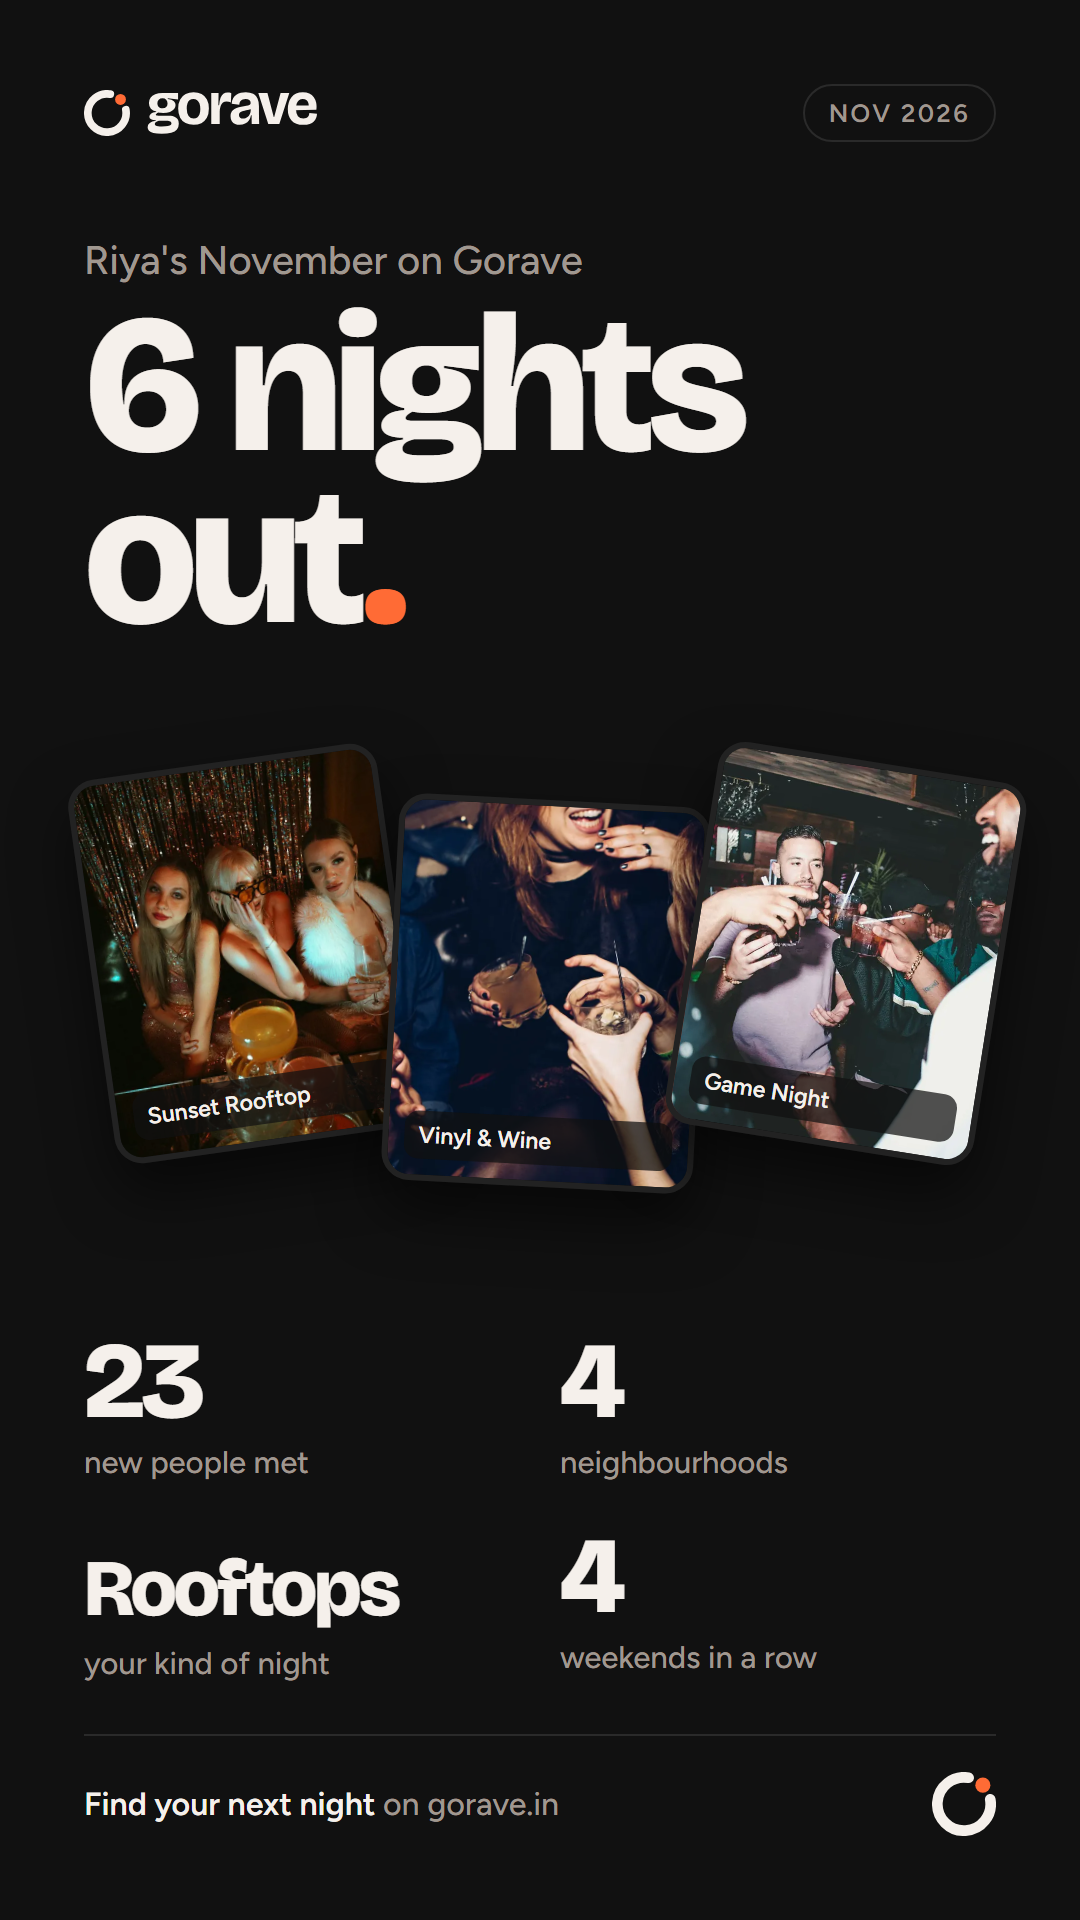 gorave
NOV 2026
Riya's November on Gorave
6 nights
out.
Sunset Rooftop
Vinyl & Wine
Game Night
23
new people met
4
neighbourhoods
Rooftops
your kind of night
4
weekends in a row
Find your next night on gorave.in